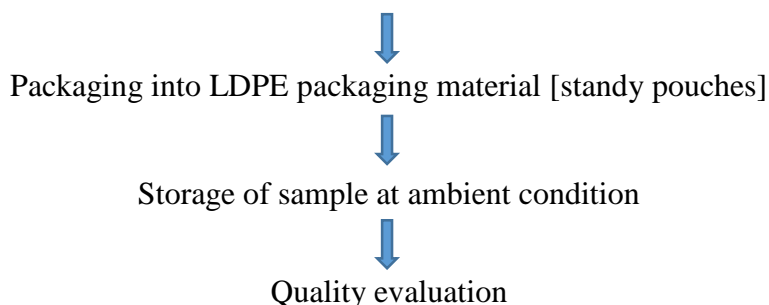 Packaging into LDPE packaging material [standy pouches]
Storage of sample at ambient condition
Quality evaluation